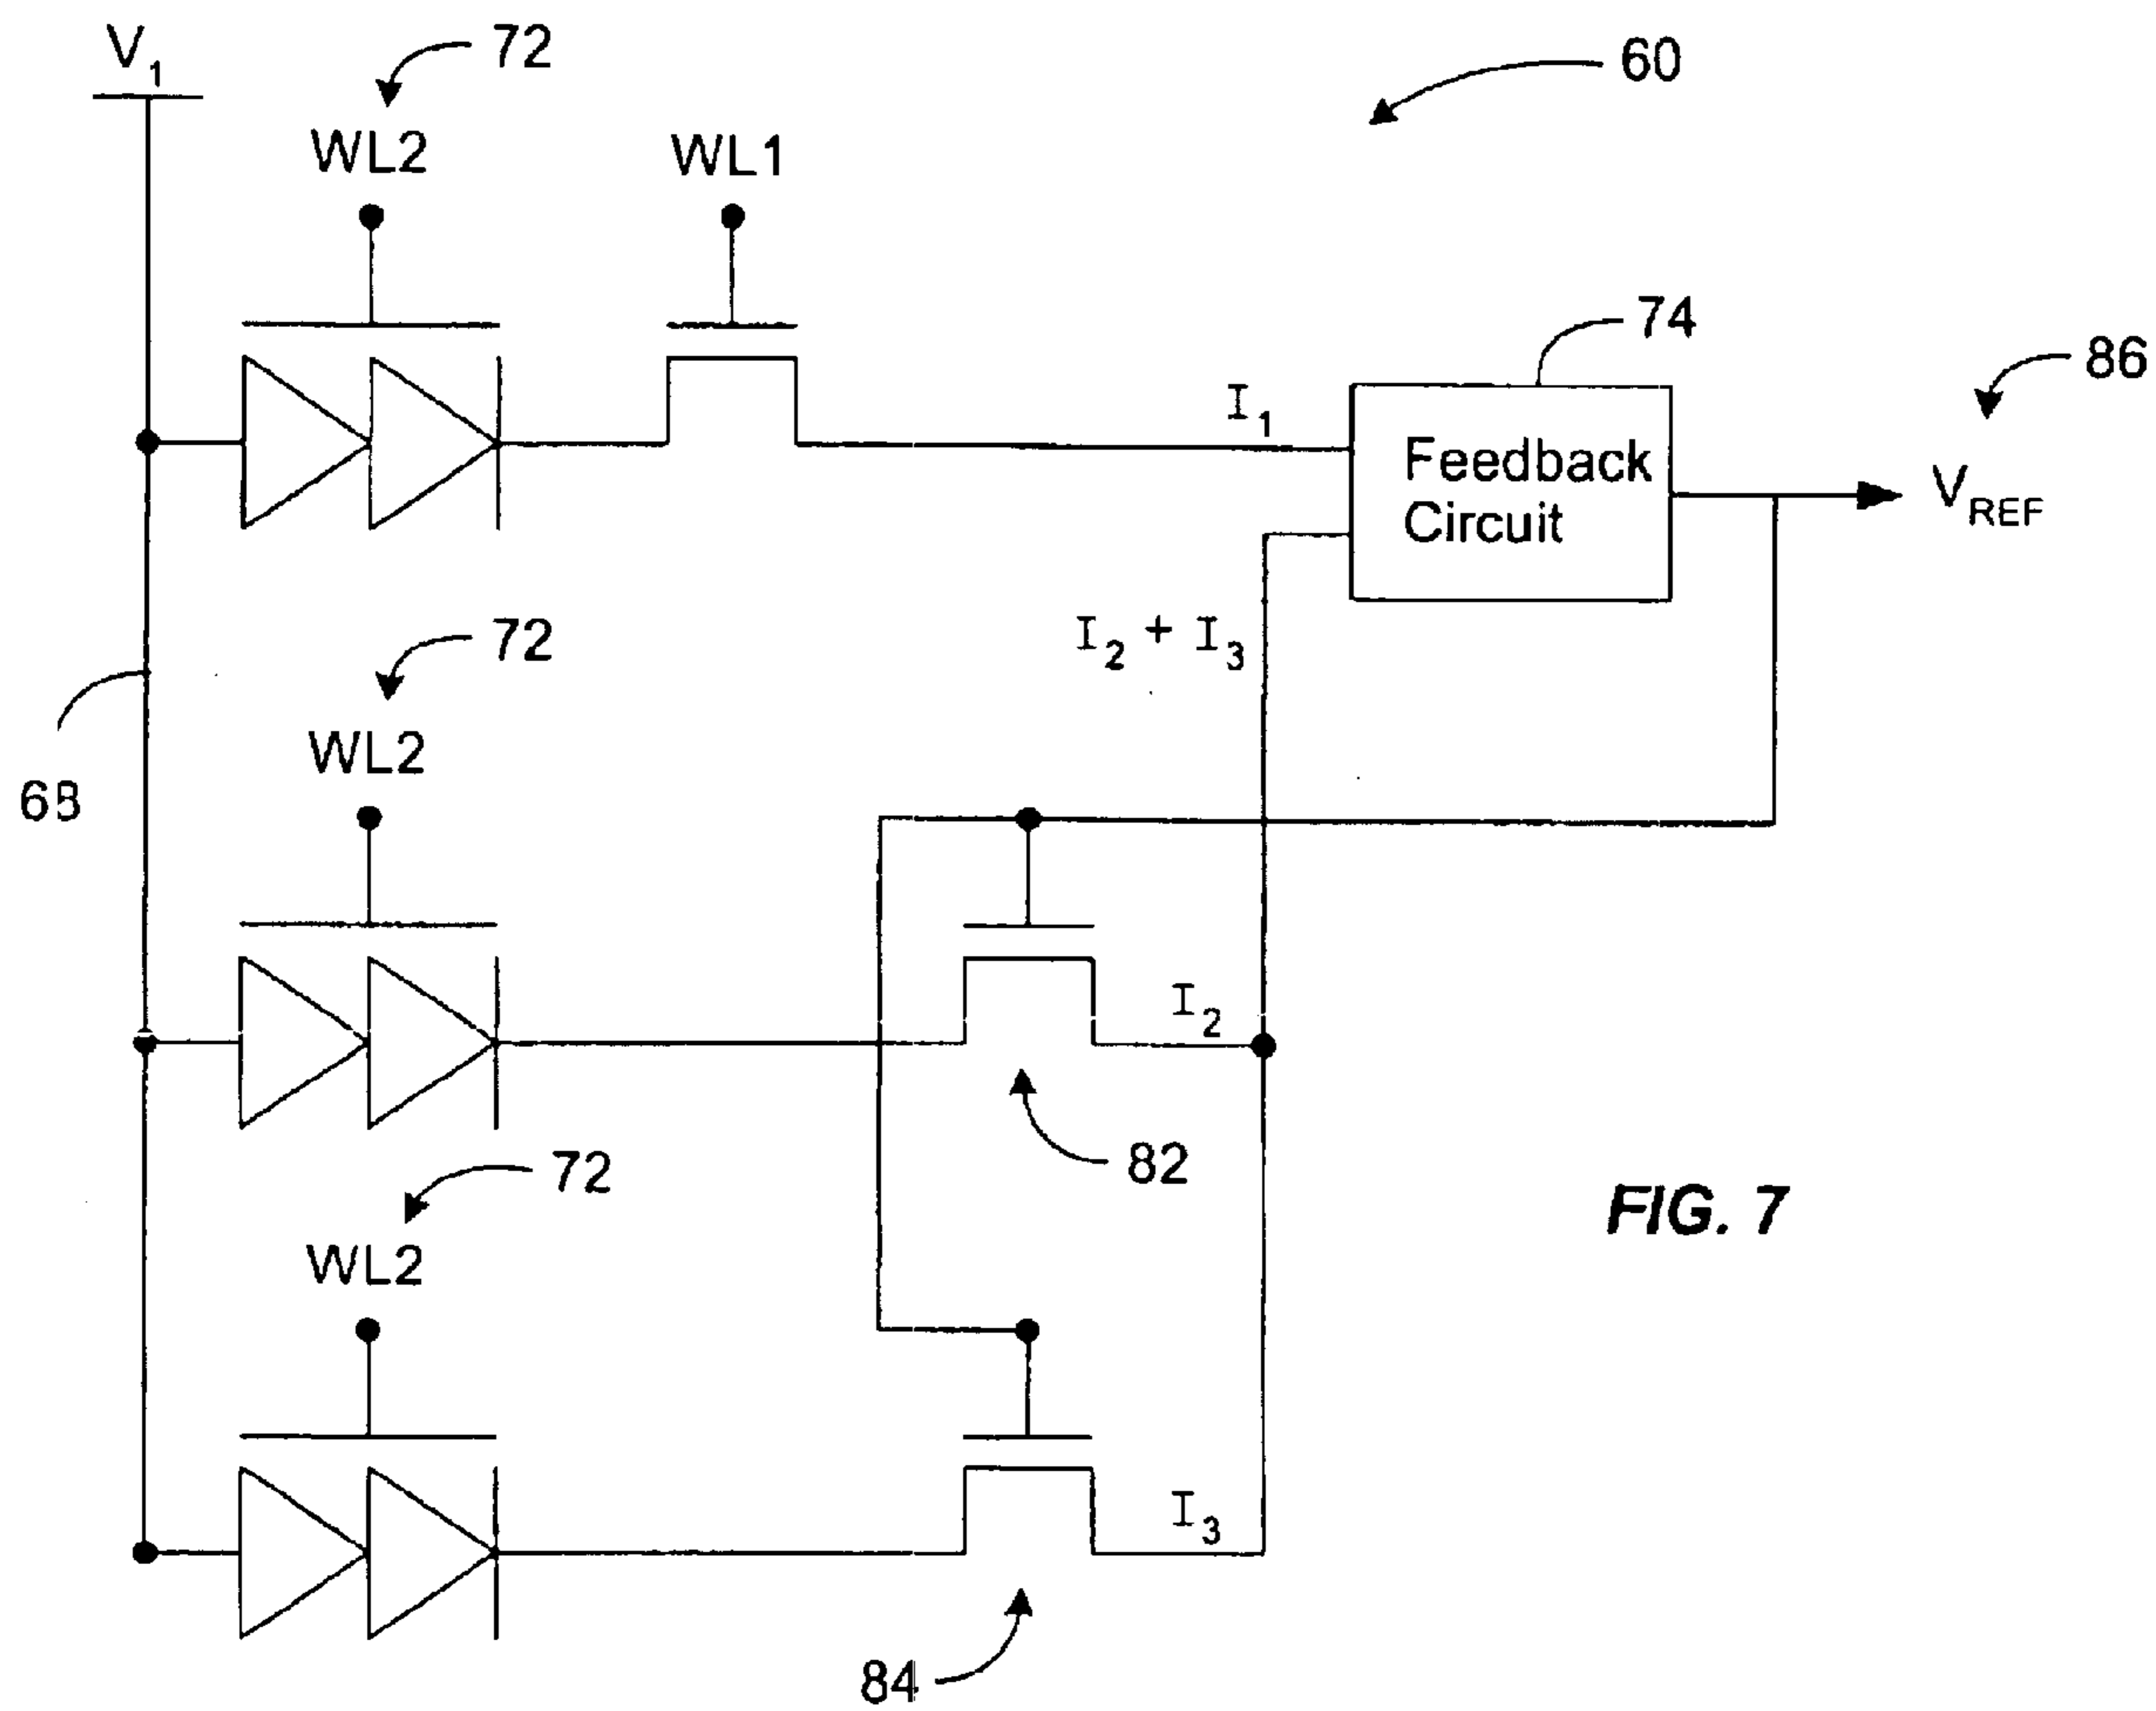 V1
72
60
WL2
WL1
74
86
I1
Feedback
Circuit
VREF
I2 + I3
72
WL2
68
I2
82
72
FIG. 7
WL2
I3
84